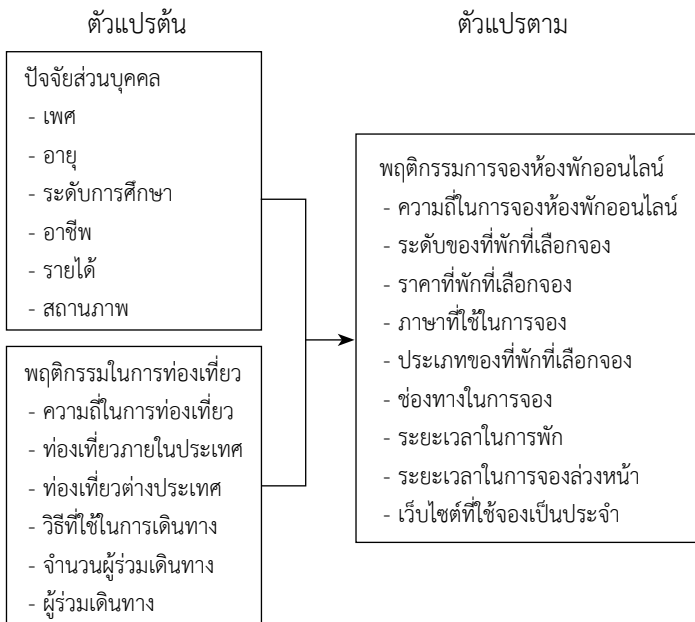 ตัวแปรต้น
ปัจจัยส่วนบุคคล
- เพศ
- อายุ
- ระดับการศึกษา
- อาชีพ
- รายได้
- สถานภาพ
พฤติกรรมในการท่องเที่ยว
- ความถี่ในการท่องเที่ยว
- ท่องเที่ยวภายในประเทศ
- ท่องเที่ยวต่างประเทศ
- วิธีที่ใช้ในการเดินทาง
- จำนวนผู้ร่วมเดินทาง
- ผู้ร่วมเดินทาง
ตัวแปรตาม
พฤติกรรมการจองห้องพักออนไลน์
- ความถี่ในการจองห้องพักออนไลน์
- ระดับของที่พักที่เลือกจอง
- ราคาที่พักที่เลือกจอง
- ภาษาที่ใช้ในการจอง
- ประเภทของที่พักที่เลือกจอง
- ช่องทางในการจอง
- ระยะเวลาในการพัก
- ระยะเวลาในการจองล่วงหน้า
- เว็บไซต์ที่ใช้จองเป็นประจำ